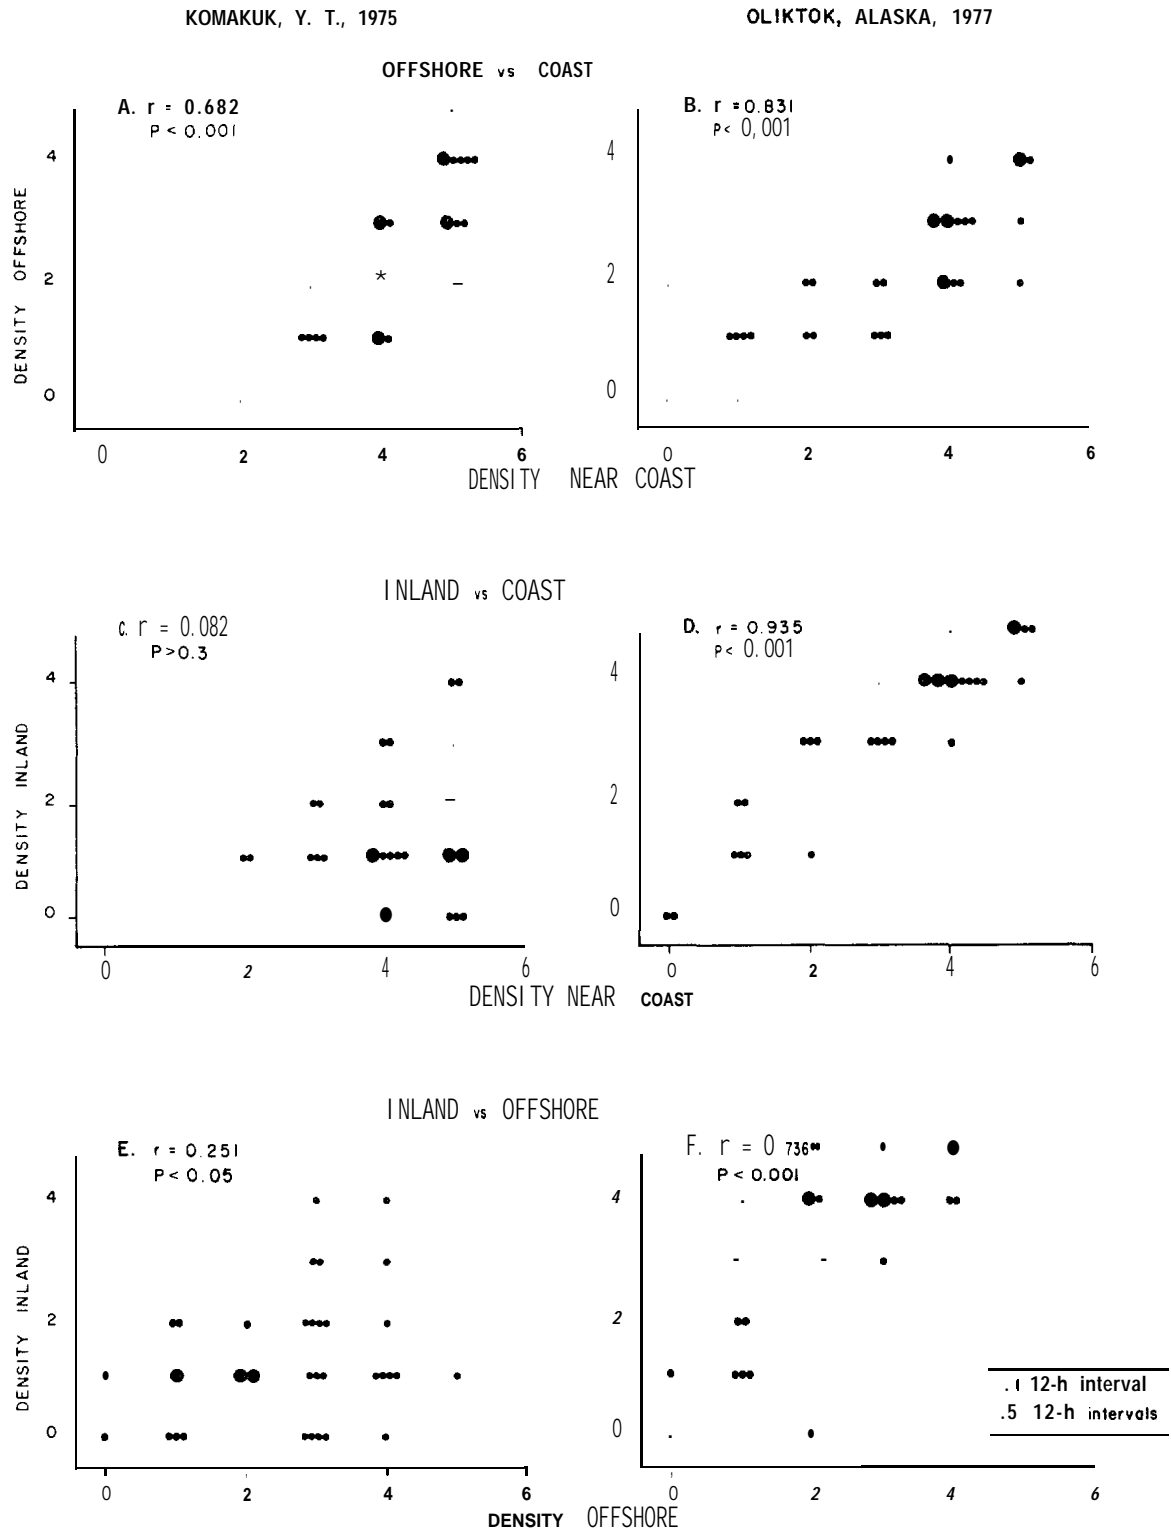 KOMAKUK, Y. T., 1975
OLIKTOK, ALASKA, 1977
OFFSHORE vs COAST
A. r = 0.682
P < 0.001
B. r = 0.831
P < 0,001
DENSITY OFFSHORE
4
2
0
4
2
0
0 2 4 6
0 2 4 6
DENSITY NEAR COAST
INLAND vs COAST
c. r = 0.082
P > 0.3
D. r = 0.935
P < 0.001
DENSITY INLAND
4
2
0
4
2
0
0 2 4 6
0 2 4 6
DENSITY NEAR COAST
INLAND vs OFFSHORE
E. r = 0.251
P < 0.05
F. r = 0 736
P < 0.001
DENSITY INLAND
4
2
0
4
2
0
. 1 12-h interval
.5 12-h intervals
0 2 4 6
0 2 4 6
DENSITY OFFSHORE